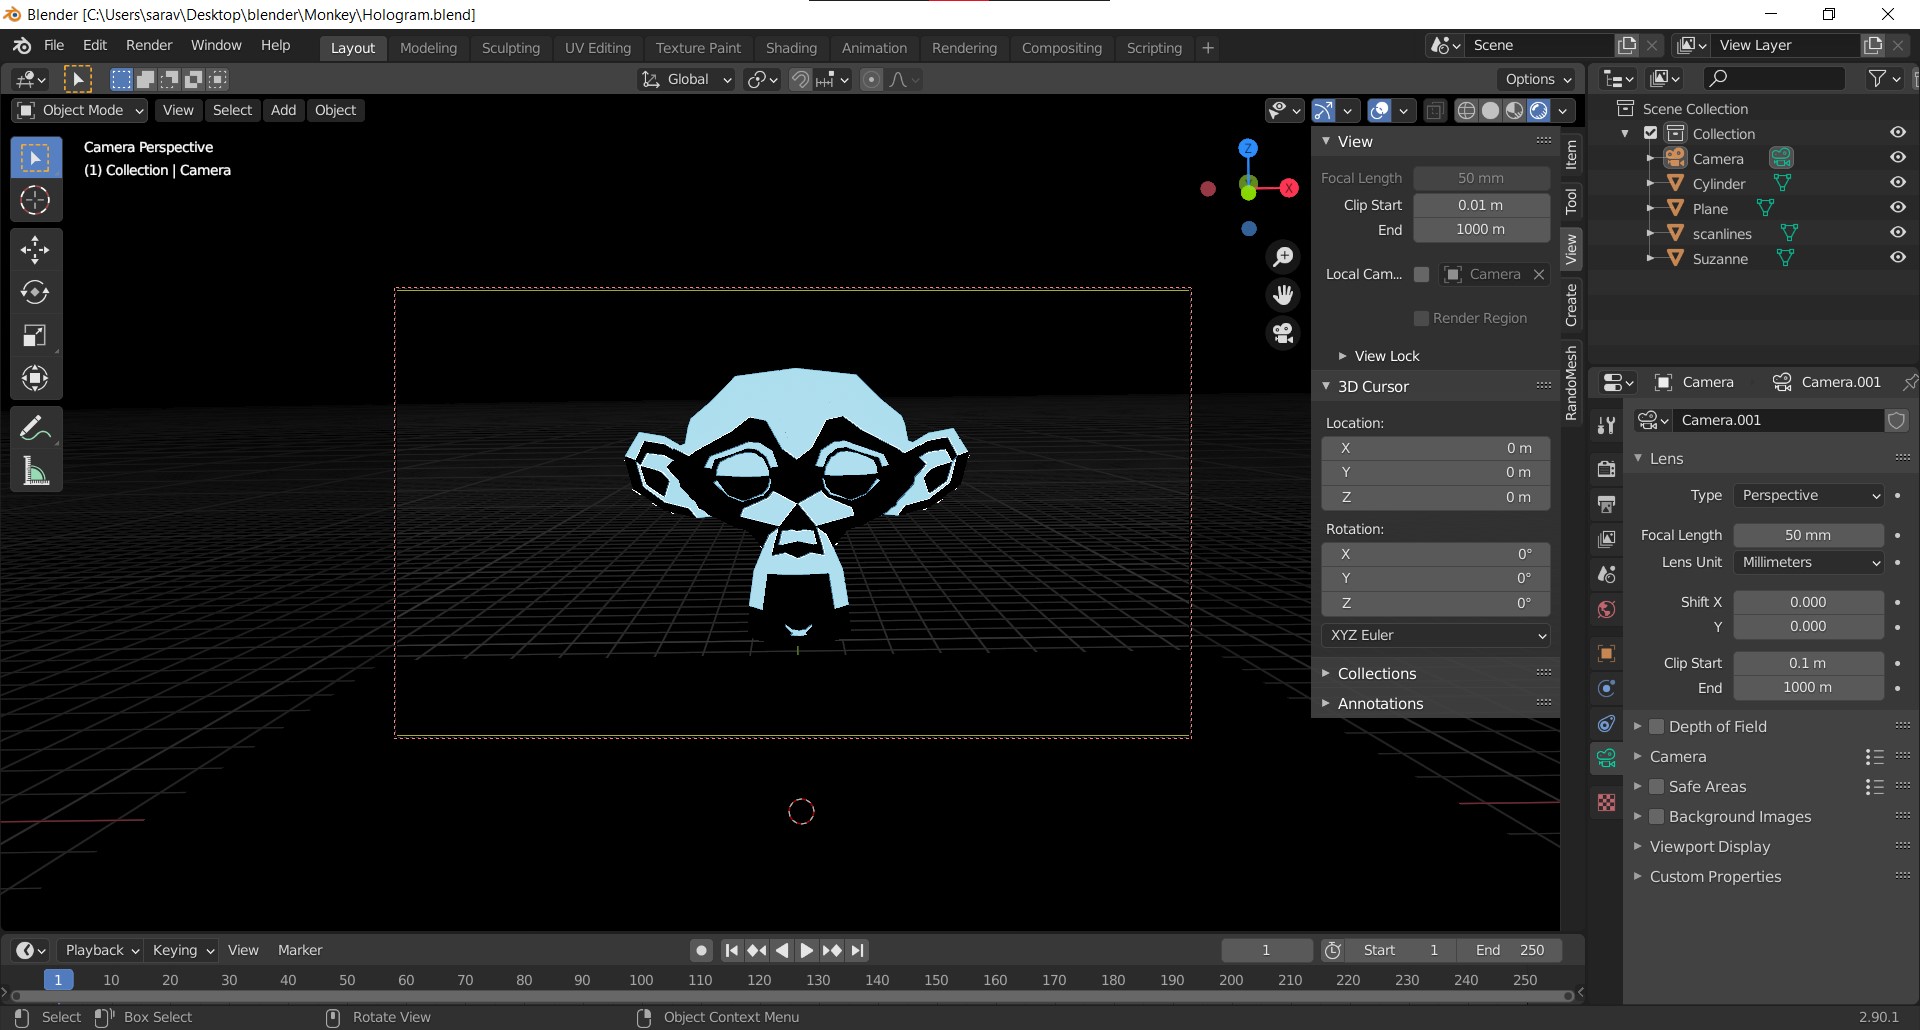 Blender [C:\Users\sarav\Desktop\blender\Monkey\Hologram.blend]
File Edit Render Window Help Layout Modeling Sculpting UV Editing Texture Paint Shading Animation Rendering Compositing Scripting + Scene View Layer
Global Options
Object Mode View Select Add Object
Camera Perspective
(1) Collection | Camera
Z
X
View
Focal Length 50 mm
Clip Start 0.01 m
End 1000 m
Local Cam... Camera
Render Region
View Lock
3D Cursor
Location:
X 0 m
Y 0 m
Z 0 m
Rotation:
X 0°
Y 0°
Z 0°
XYZ Euler
Collections
Annotations
Item
Tool
View
Create
RandoMesh
Scene Collection
Collection
Camera
Cylinder
Plane
scanlines
Suzanne
Camera Camera.001
Camera.001
Lens
Type Perspective
Focal Length 50 mm
Lens Unit Millimeters
Shift X 0.000
Y 0.000
Clip Start 0.1 m
End 1000 m
Depth of Field
Camera
Safe Areas
Background Images
Viewport Display
Custom Properties
Playback Keying View Marker 1 Start 1 End 250
1 10 20 30 40 50 60 70 80 90 100 110 120 130 140 150 160 170 180 190 200 210 220 230 240 250
Select Box Select Rotate View Object Context Menu 2.90.1